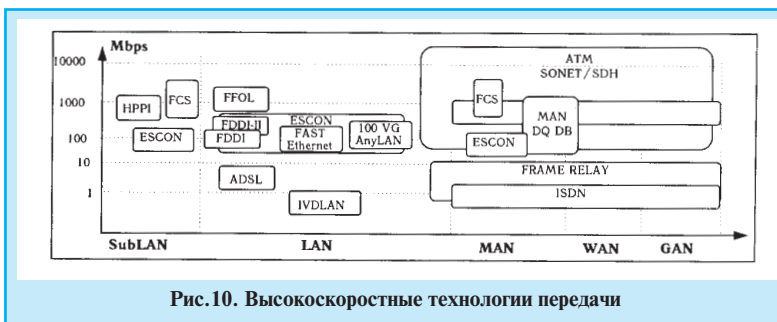 Mbps
10000
1000
100
10
1
HPPI
FCS
ESCON
FFOL
ESCON
FDDI-II
FDDI
FAST
Ethernet
100 VG
AnyLAN
ADSL
IVDLAN
ATM
SONET/SDH
FCS
MAN
DQ DB
ESCON
FRAME RELAY
ISDN
SubLAN LAN MAN WAN GAN
Рис.10. Высокоскоростные технологии передачи